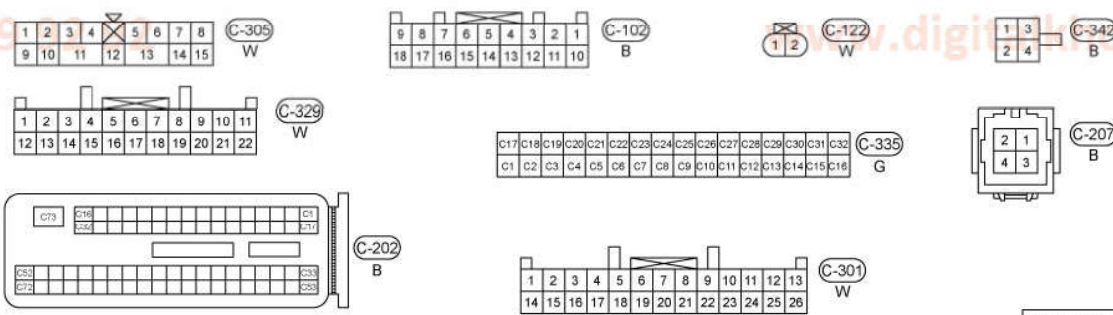 1 2 3 4 5 6 7 8
9 10 11 12 13 14 15
C-305
W
9 8 7 6 5 4 3 2 1
18 17 16 15 14 13 12 11 10
C-102
B
1 2
C-122
W
1 3
2 4
C-342
B
www.digitalkh
1 2 3 4 5 6 7 8 9 10 11
12 13 14 15 16 17 18 19 20 21 22
C-329
W
C17 C18 C19 C20 C21 C22 C23 C24 C25 C26 C27 C28 C29 C30 C31 C32
C1 C2 C3 C4 C5 C6 C7 C8 C9 C10 C11 C12 C13 C14 C15 C16
C-335
G
2 1
4 3
C-207
B
C73 C16 C1
C32 C17
C52 C33
C72 C53
C-202
B
1 2 3 4 5 6 7 8 9 10 11 12 13
14 15 16 17 18 19 20 21 22 23 24 25 26
C-301
W